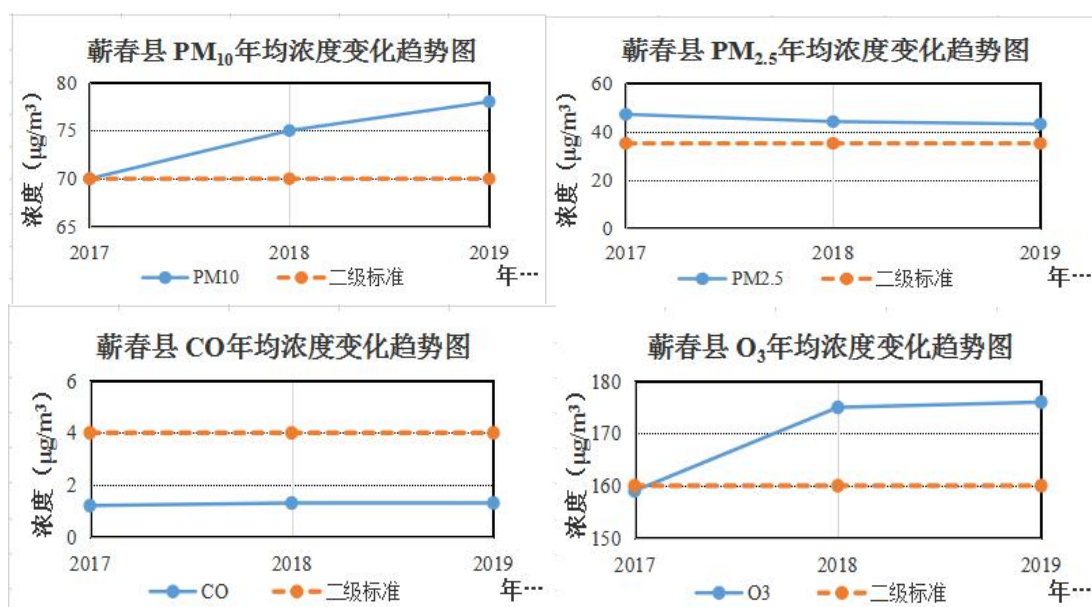 蕲春县 PM₁₀年均浓度变化趋势图
浓度（μg/m³）
80
75
70
65
2017 2018 2019
PM10 二级标准 年…
蕲春县 PM₂.₅年均浓度变化趋势图
浓度（μg/m³）
60
40
20
0
2017 2018 2019
PM2.5 二级标准 年…
蕲春县 CO年均浓度变化趋势图
浓度（μg/m³）
6
4
2
0
2017 2018 2019
CO 二级标准 年…
蕲春县 O₃年均浓度变化趋势图
浓度（μg/m³）
180
170
160
150
2017 2018 2019
O3 二级标准 年…